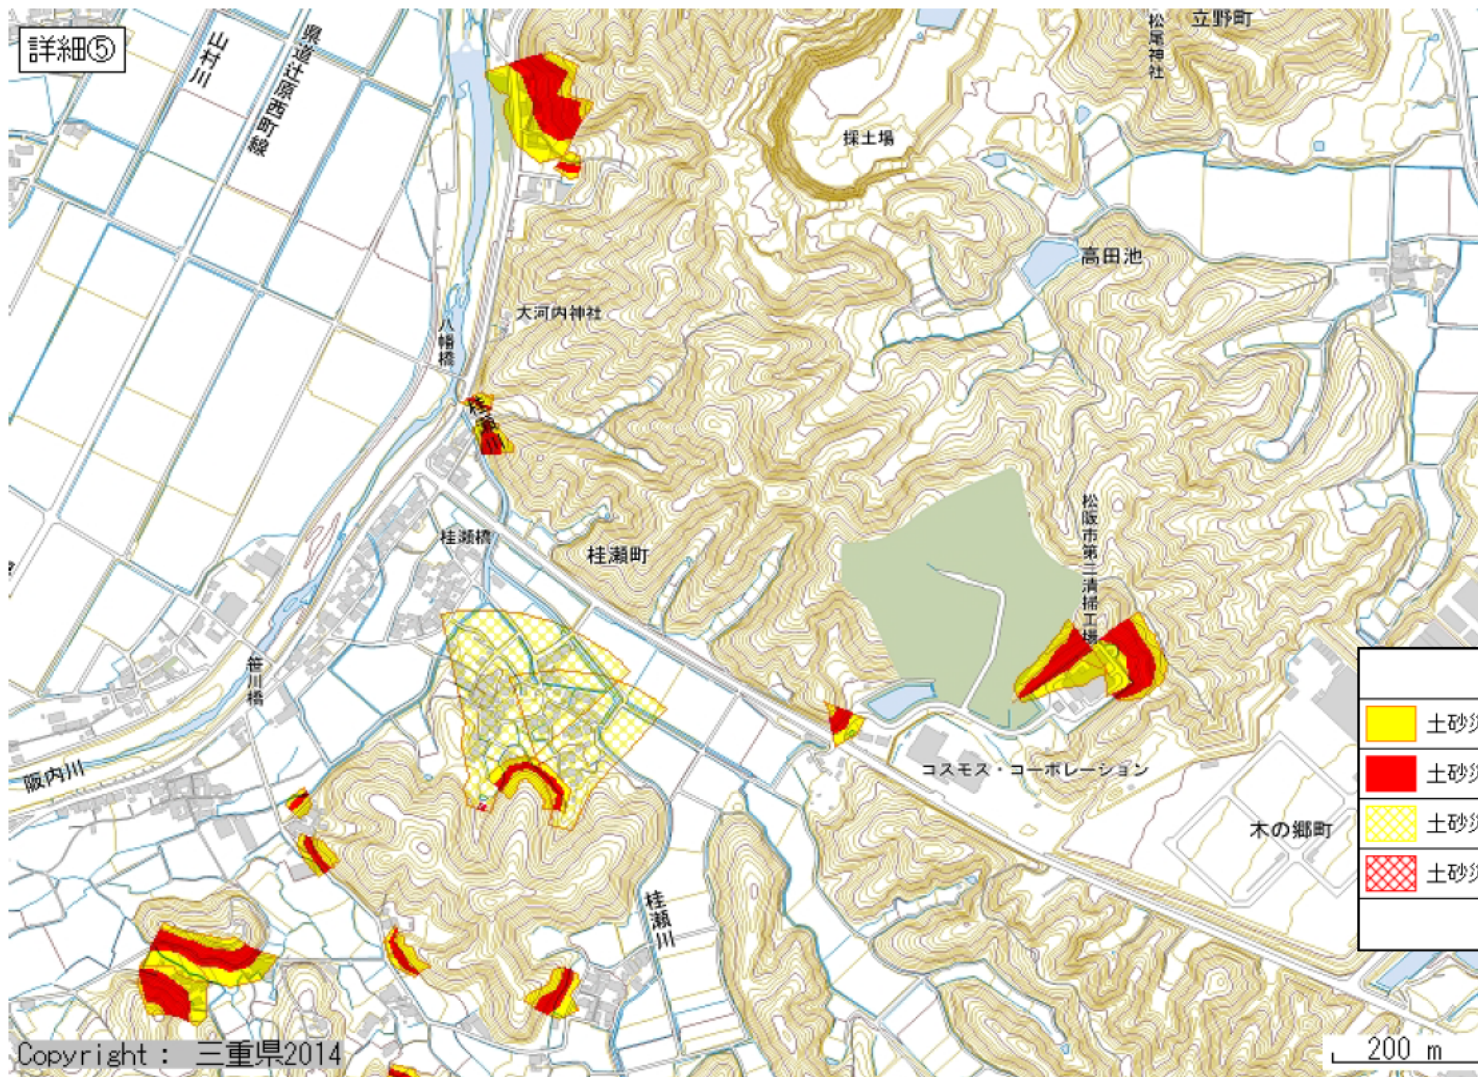 詳細⑤
山村川
県道辻原西町線
松尾神社
立野町
採土場
高田池
大河内神社
八幡橋
桂瀬川
松阪市第三清掃工場
桂瀬橋
桂瀬町
笹川橋
阪内川
コスモス・コーポレーション
木の郷町
桂瀬川
土砂災
土砂災
土砂災
土砂災
Copyright : 三重県2014
200 m